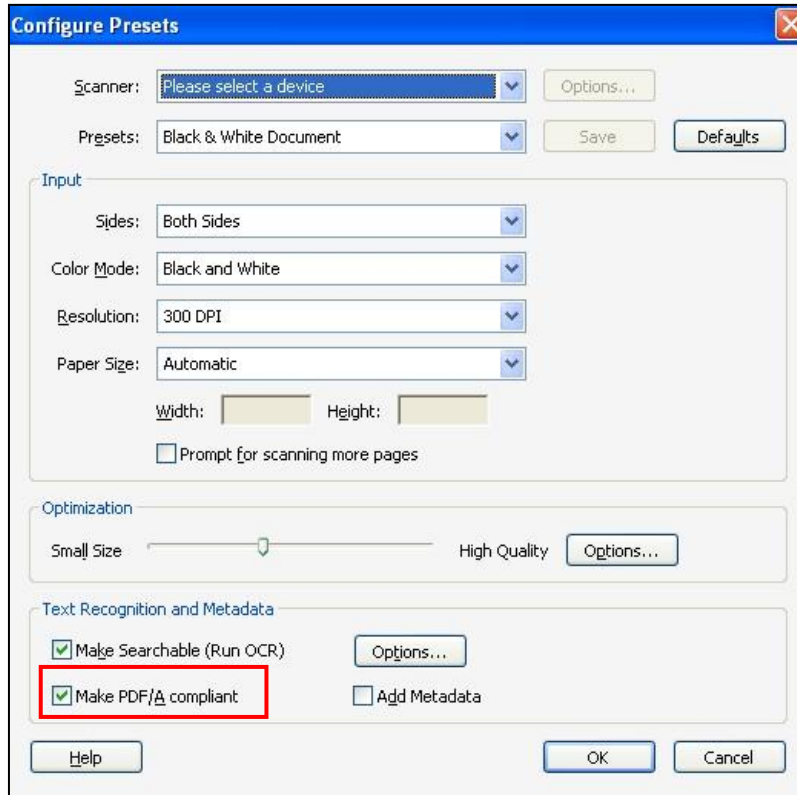 Configure Presets
Scanner: Please select a device Options...
Presets: Black & White Document Save Defaults
Input
Sides: Both Sides
Color Mode: Black and White
Resolution: 300 DPI
Paper Size: Automatic
Width: Height:
Prompt for scanning more pages
Optimization
Small Size High Quality Options...
Text Recognition and Metadata
Make Searchable (Run OCR) Options...
Make PDF/A compliant Add Metadata
Help OK Cancel